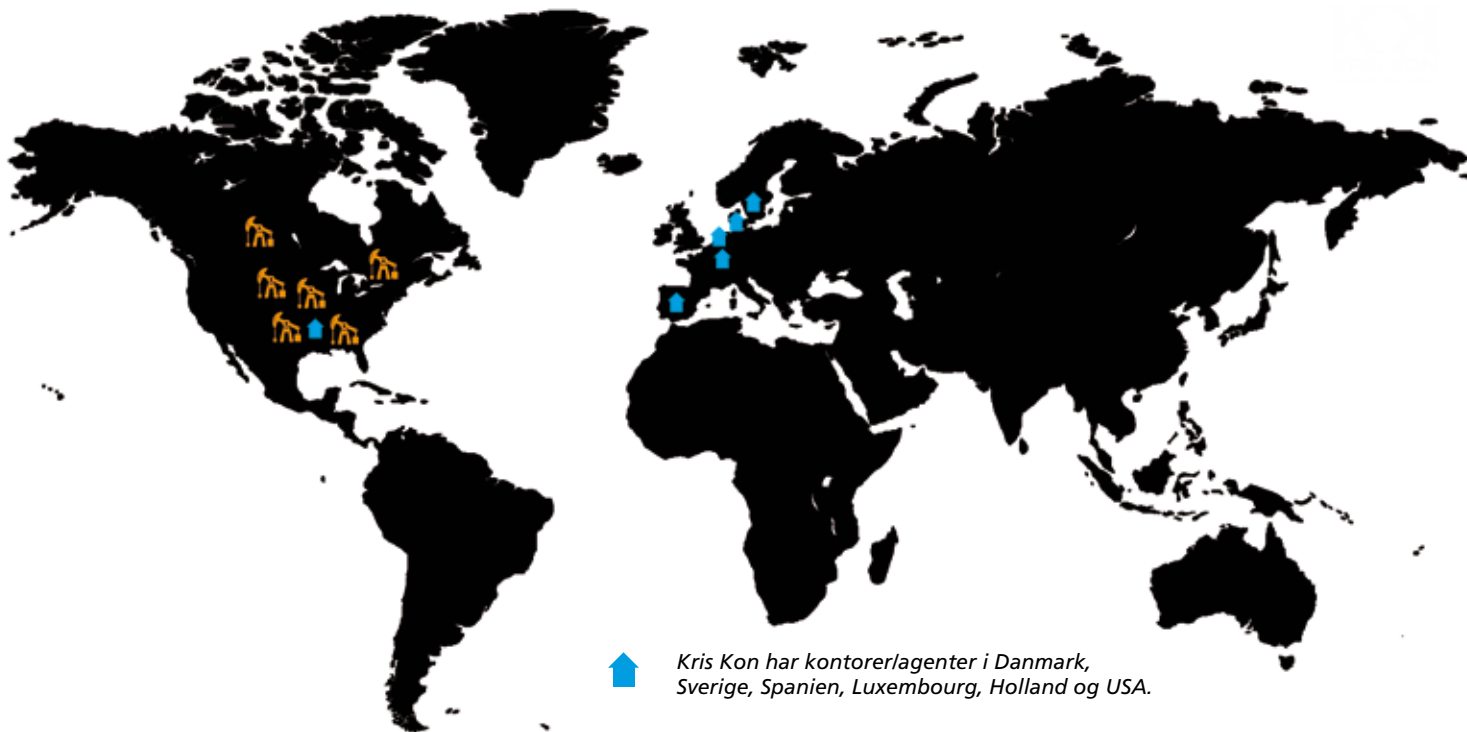 Kris Kon har kontorer/agenter i Danmark,
Sverige, Spanien, Luxembourg, Holland og USA.